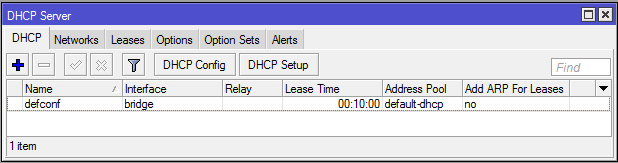 DHCP Server
DHCP Networks Leases Options Option Sets Alerts
DHCP Config DHCP Setup Find
Name Interface Relay Lease Time Address Pool Add ARP For Leases
defconf bridge 00:10:00 default-dhcp no
1 item